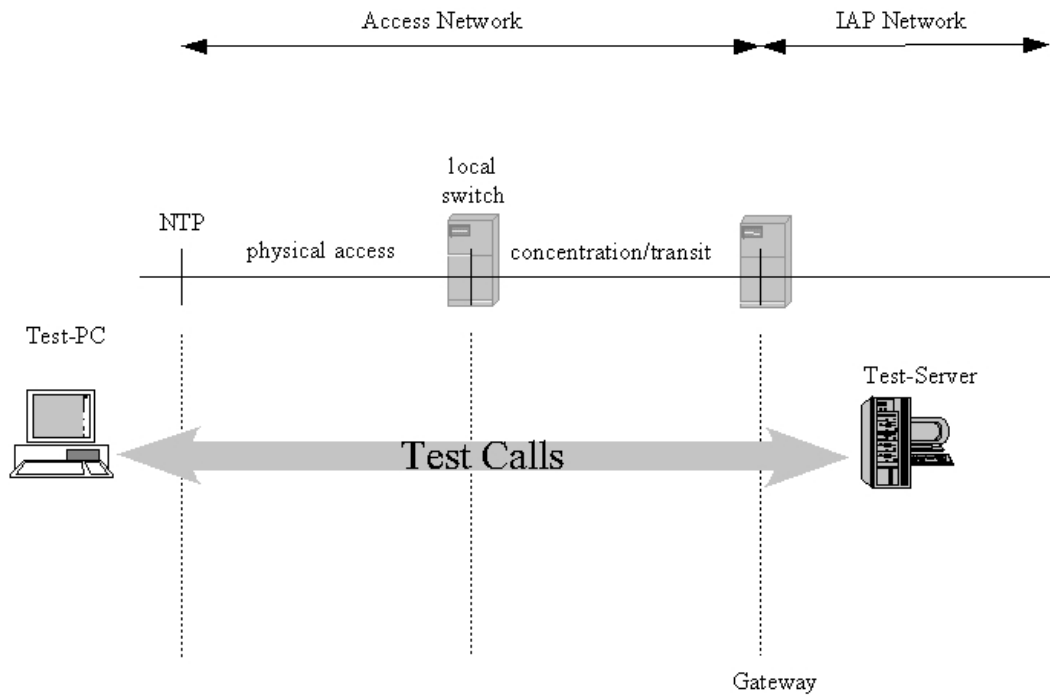 Access Network
IAP Network
local
switch
NTP
physical access
concentration/transit
Test-PC
Test-Server
Test Calls
Gateway